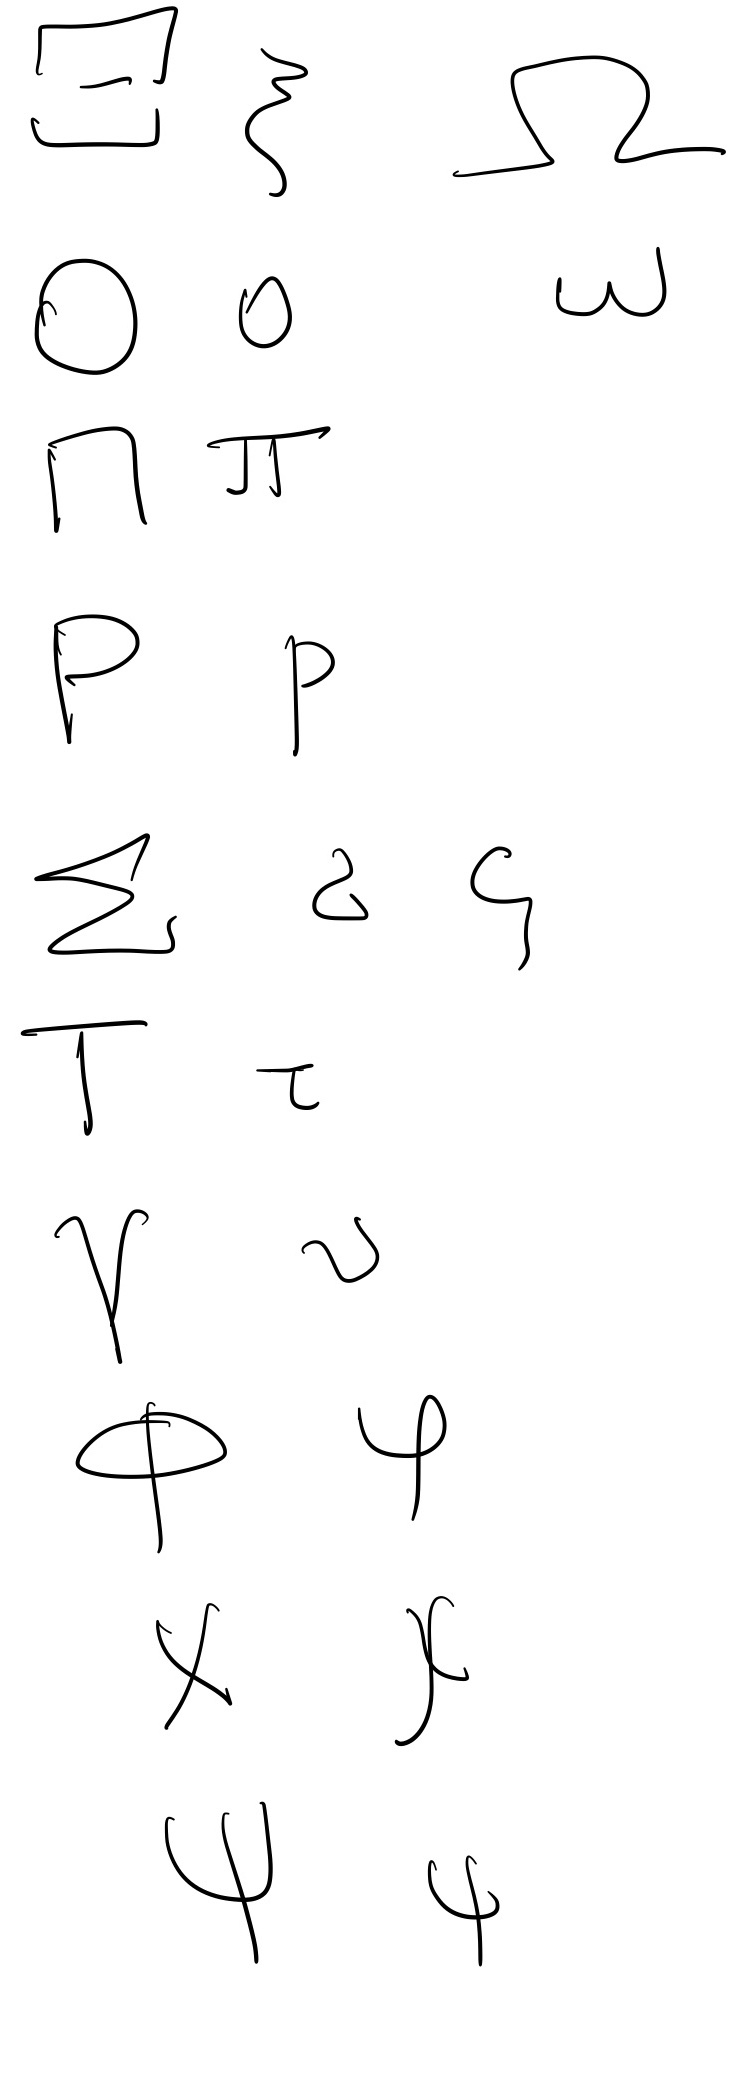 Ξ ξ Ω
Ο ο ω
Π π
Ρ ρ
Σ σ ς
Τ τ
Υ υ
Φ φ
Χ χ
Ψ ψ